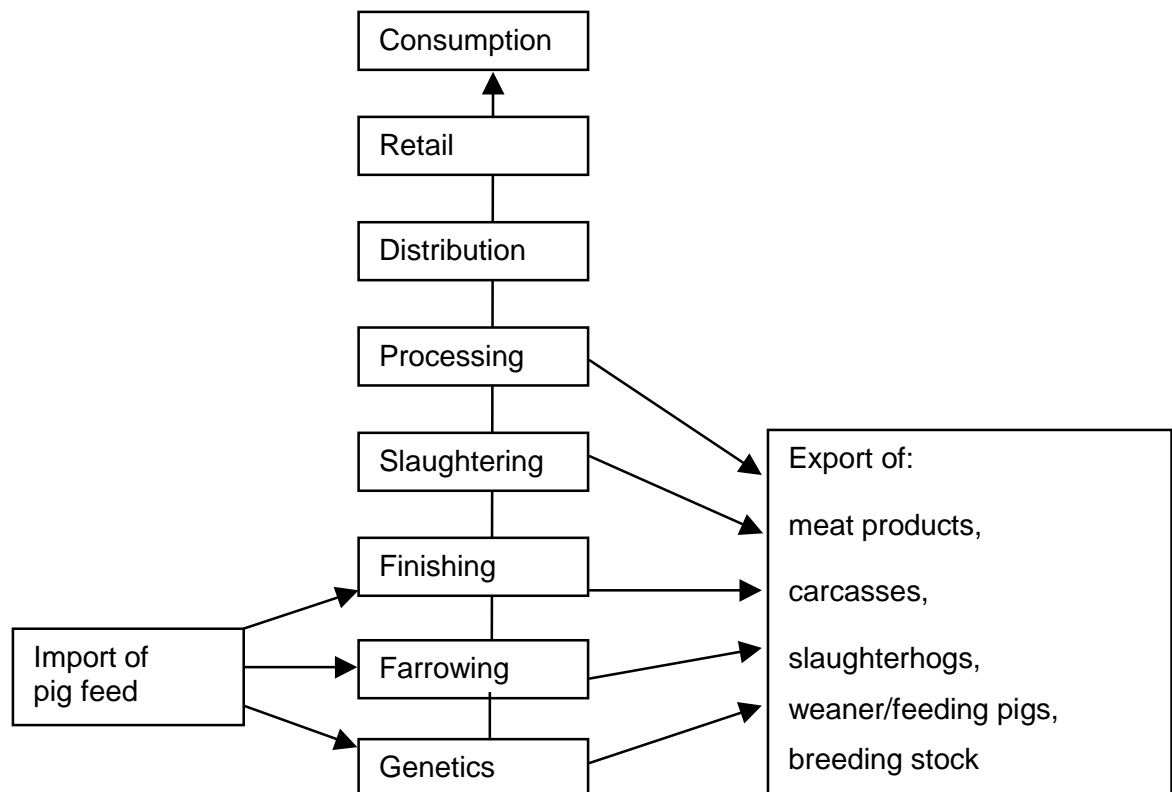 Consumption
Retail
Distribution
Processing
Slaughtering
Finishing
Farrowing
Genetics
Import of
pig feed
Export of:
meat products,
carcasses,
slaughterhogs,
weaner/feeding pigs,
breeding stock